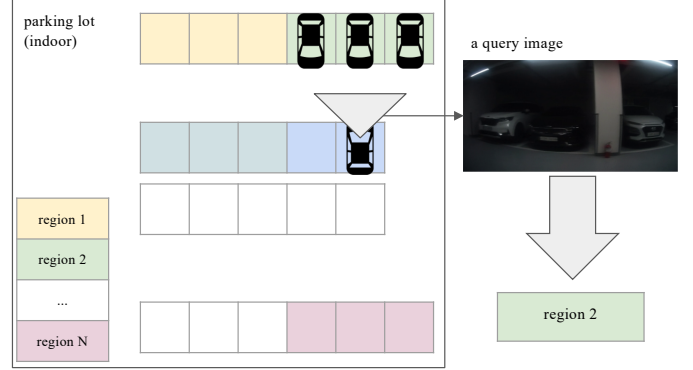 parking lot
(indoor)
a query image
region 1
region 2
...
region N
region 2